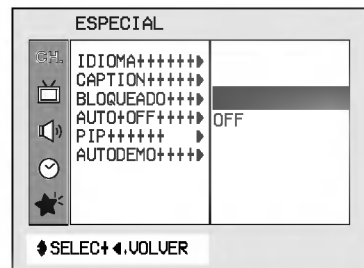 ESPECIAL
CH.
IDIOMA++++++▶
CAPTION+++++▶
BLOQUEADO+++▶
AUTO+OFF++++▶ OFF
PIP++++++ ▶
AUTODEMO++++▶
SELEC+ ◀.VOLVER